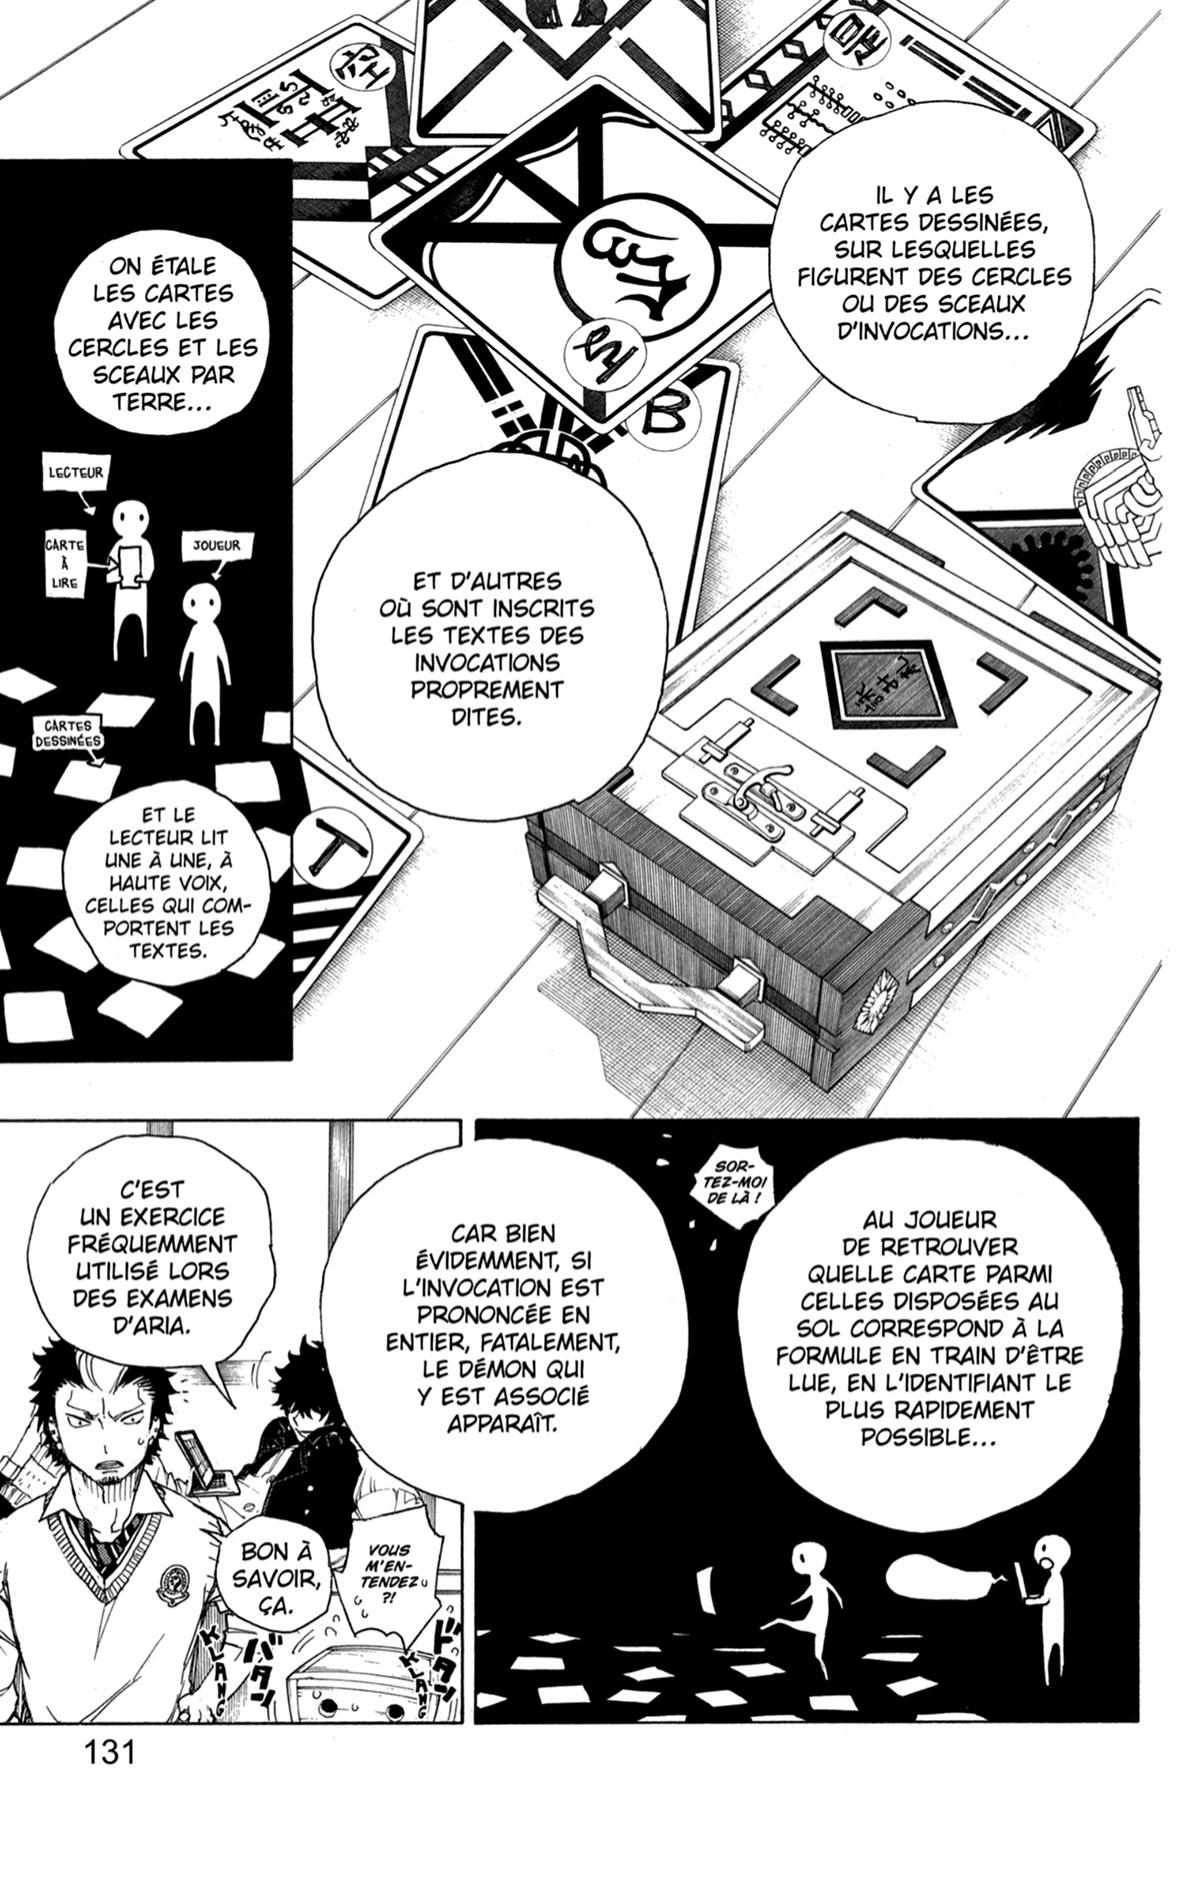 IL Y A LES
CARTES DESSINÉES,
SUR LESQUELLES
FIGURENT DES CERCLES
OU DES SCEAUX
D'INVOCATIONS...
B
ET D'AUTRES
OÙ SONT INSCRITS
LES TEXTES DES
INVOCATIONS
PROPREMENT
DITES.
ON ÉTALE
LES CARTES
AVEC LES
CERCLES ET LES
SCEAUX PAR
TERRE...
LECTEUR
CARTE
À
LIRE
JOUEUR
CARTES
DESSINÉES
ET LE
LECTEUR LIT
UNE À UNE, À
HAUTE VOIX,
CELLES QUI COM-
PORTENT LES
TEXTES.
AU JOUEUR
DE RETROUVER
QUELLE CARTE PARMI
CELLES DISPOSÉES AU
SOL CORRESPOND À LA
FORMULE EN TRAIN D'ÊTRE
LUE, EN L'IDENTIFIANT LE
PLUS RAPIDEMENT
POSSIBLE...
SOR-
TEZ-MOI
DE LÀ !
CAR BIEN
ÉVIDEMMENT, SI
L'INVOCATION EST
PRONONCÉE EN
ENTIER, FATALEMENT,
LE DÉMON QUI
Y EST ASSOCIÉ
APPARAÎT.
C'EST
UN EXERCICE
FRÉQUEMMENT
UTILISÉ LORS
DES EXAMENS
D'ARIA.
VOUS
M'EN-
TENDEZ
?!
BON À
SAVOIR,
ÇA.
ドタン
KLANG
バタン
KLANG
131